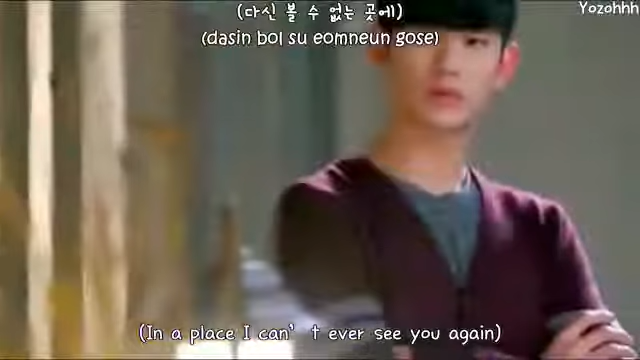 (다신 볼 수 없는 곳에)
Yozohhh
(dasin bol su eomneun gose)
(In a place I can't ever see you again)